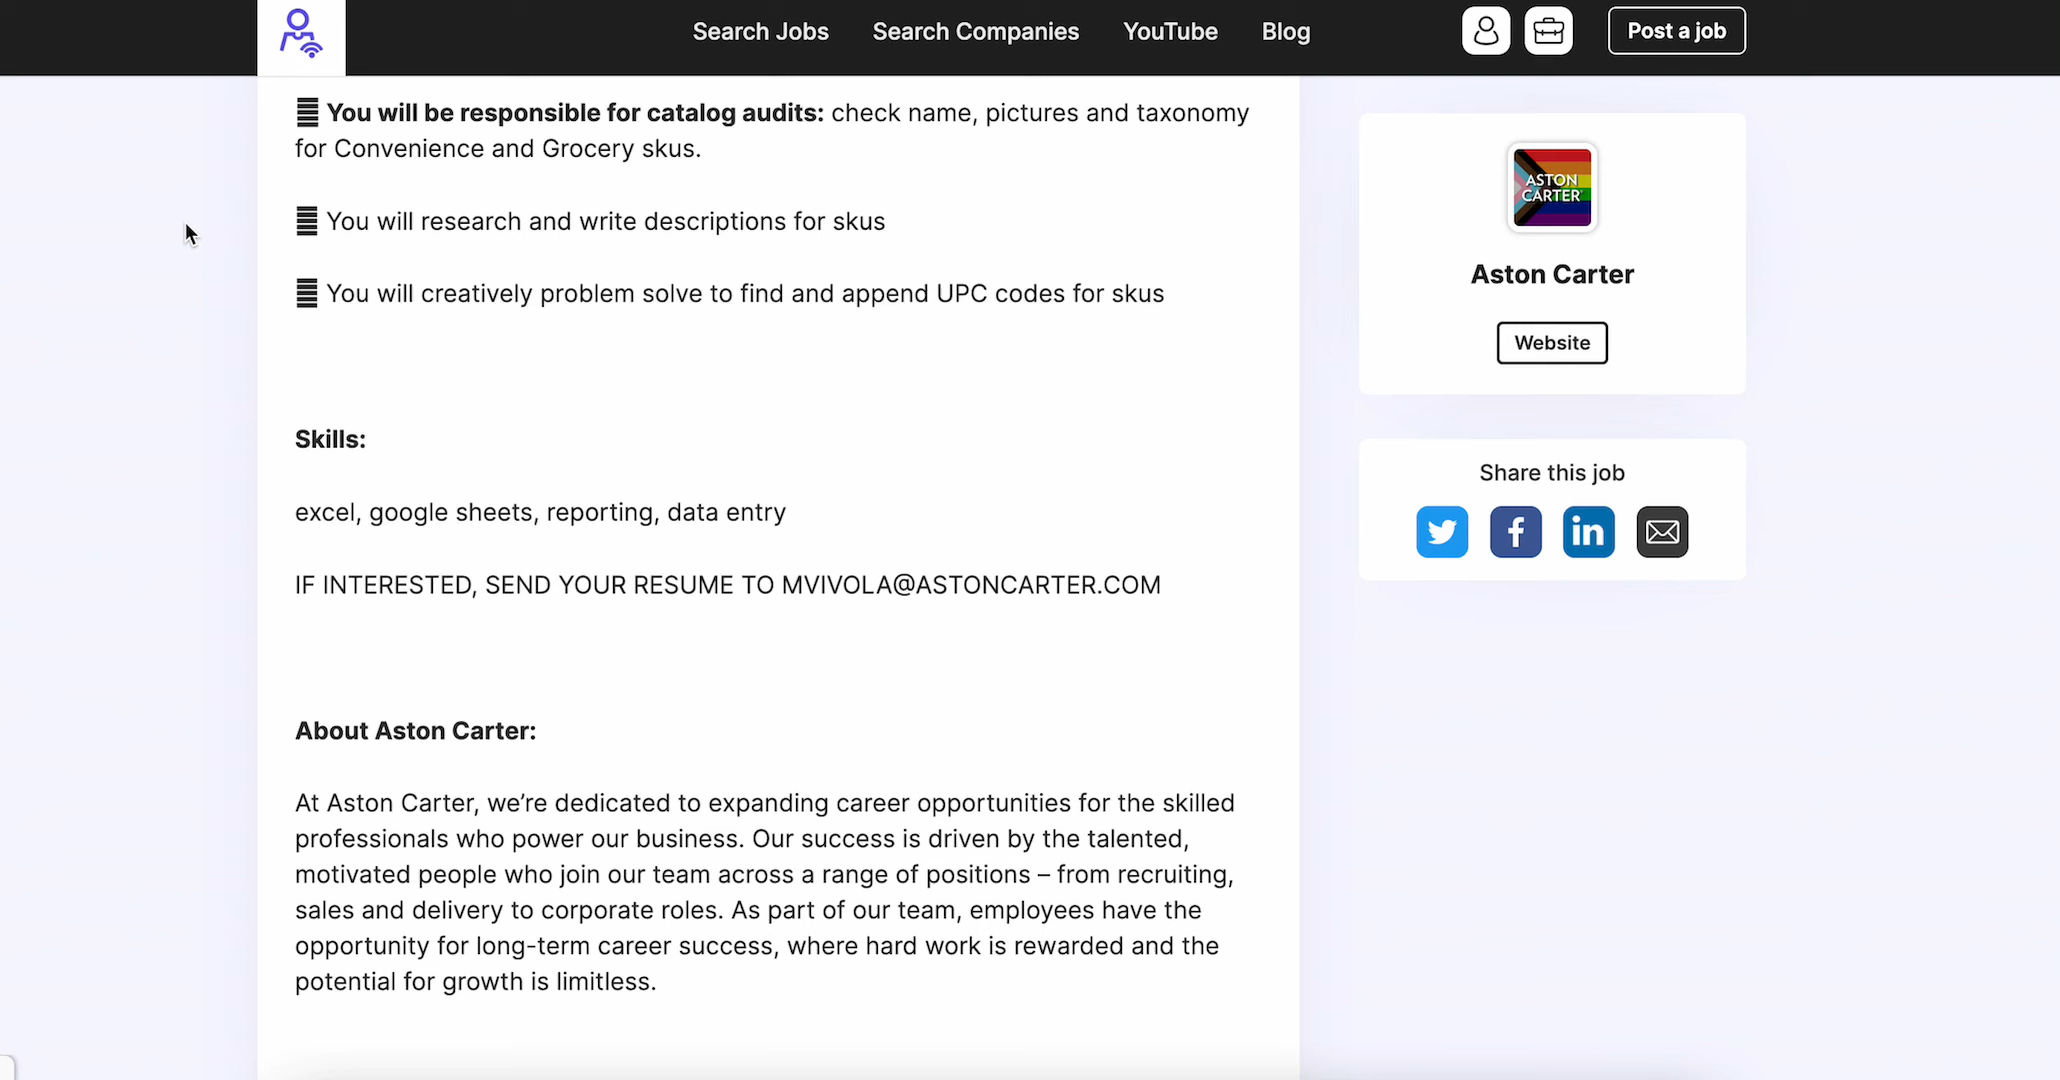 Search Jobs Search Companies YouTube Blog Post a job
You will be responsible for catalog audits: check name, pictures and taxonomy
for Convenience and Grocery skus.
You will research and write descriptions for skus
You will creatively problem solve to find and append UPC codes for skus
Skills:
excel, google sheets, reporting, data entry
IF INTERESTED, SEND YOUR RESUME TO MVIVOLA@ASTONCARTER.COM
About Aston Carter:
At Aston Carter, we’re dedicated to expanding career opportunities for the skilled
professionals who power our business. Our success is driven by the talented,
motivated people who join our team across a range of positions – from recruiting,
sales and delivery to corporate roles. As part of our team, employees have the
opportunity for long-term career success, where hard work is rewarded and the
potential for growth is limitless.
ASTON
CARTER
Aston Carter
Website
Share this job